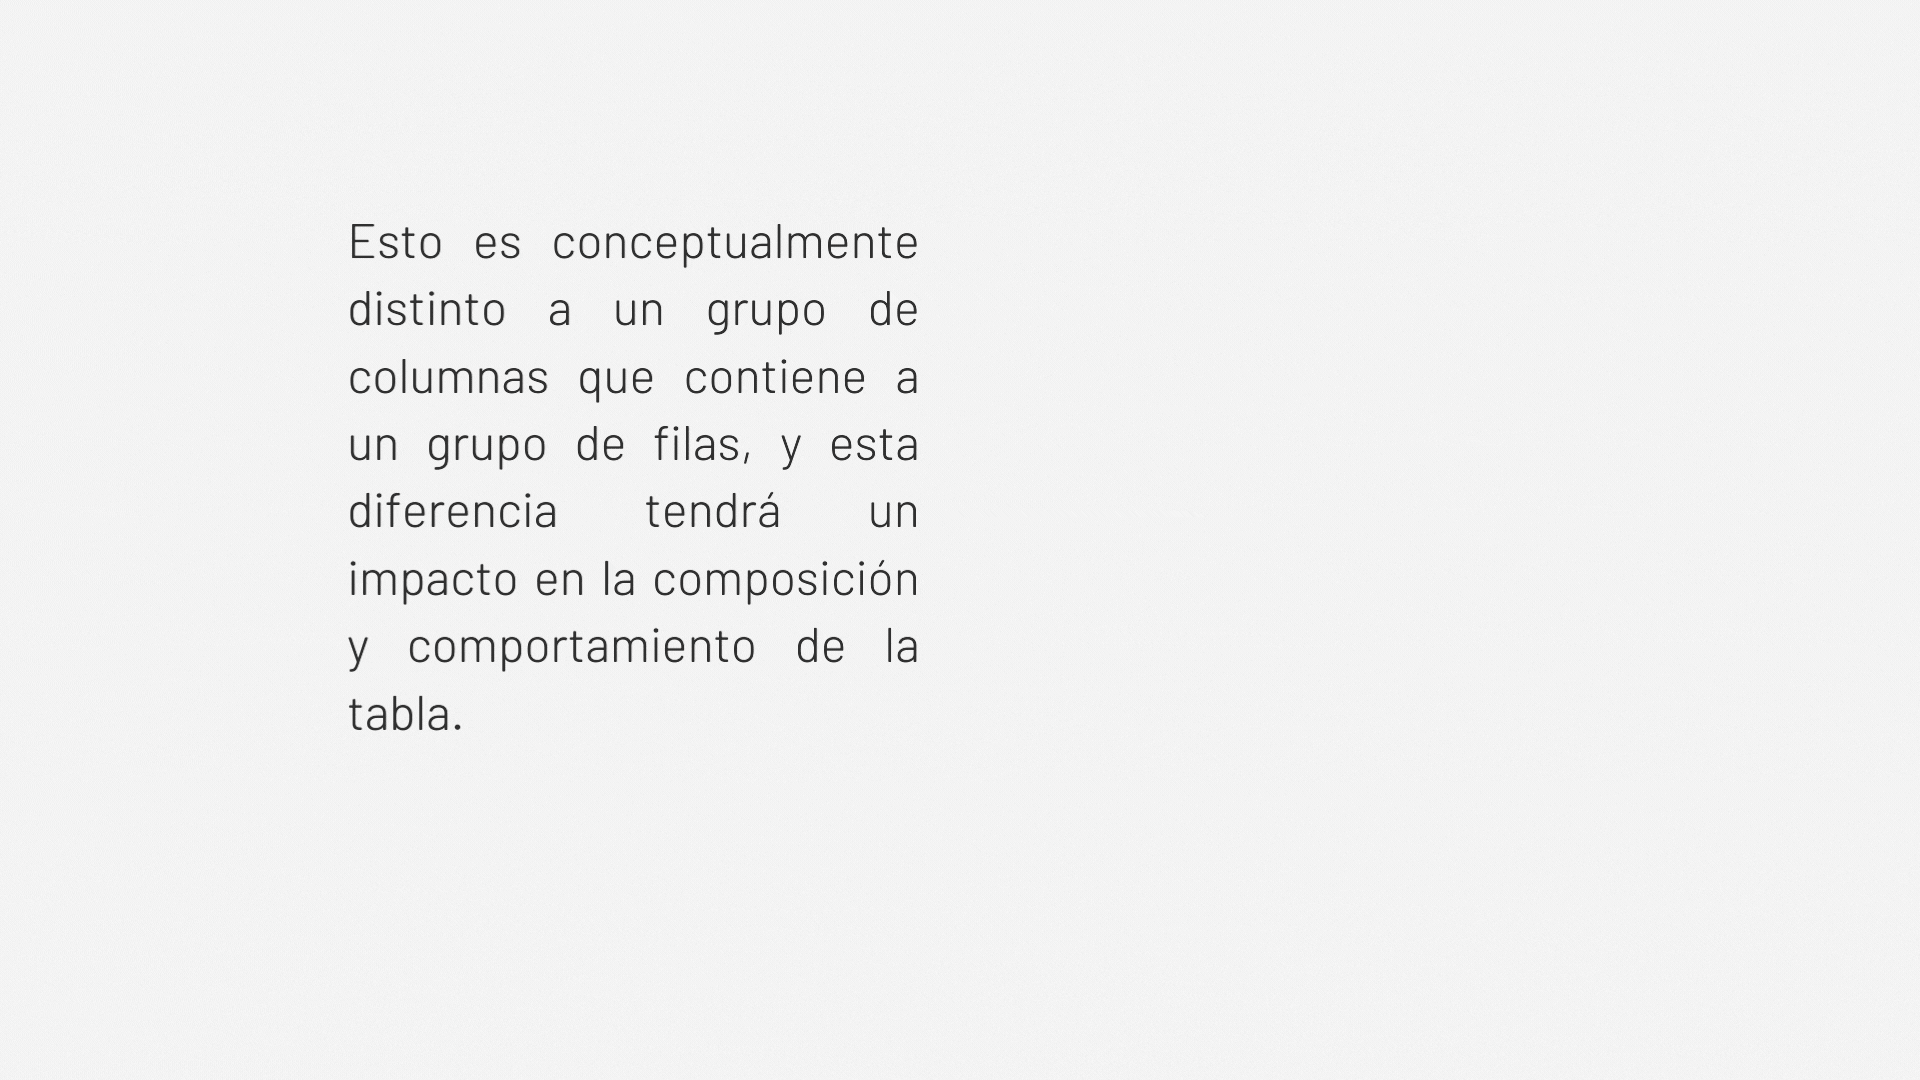 Esto es conceptualmente
distinto a un grupo de
columnas que contiene a
un grupo de filas, y esta
diferencia tendrá un
impacto en la composición
y comportamiento de la
tabla.